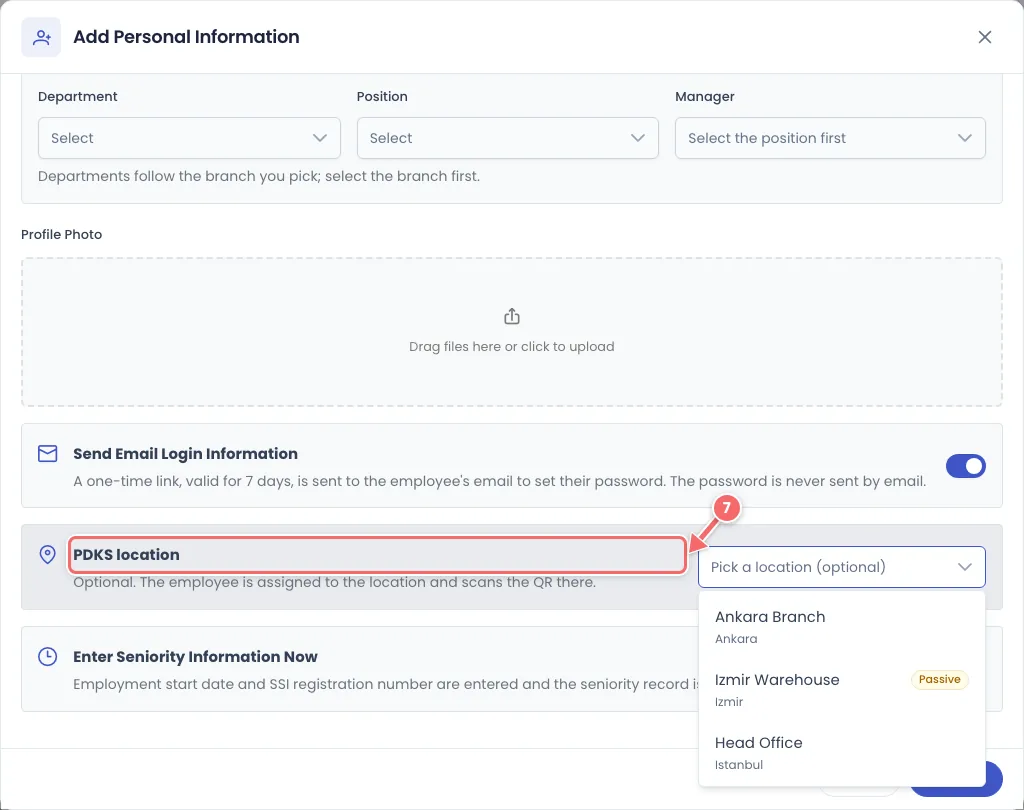 Add Personal Information
Department
Position
Manager
Select
Select
Select the position first
Departments follow the branch you pick; select the branch first.
Profile Photo
Drag files here or click to upload
Send Email Login Information
A one-time link, valid for 7 days, is sent to the employee's email to set their password. The password is never sent by email.
7
PDKS location
Optional. The employee is assigned to the location and scans the QR there.
Pick a location (optional)
Ankara Branch
Ankara
Izmir Warehouse
Passive
Izmir
Head Office
Istanbul
Enter Seniority Information Now
Employment start date and SSI registration number are entered and the seniority record